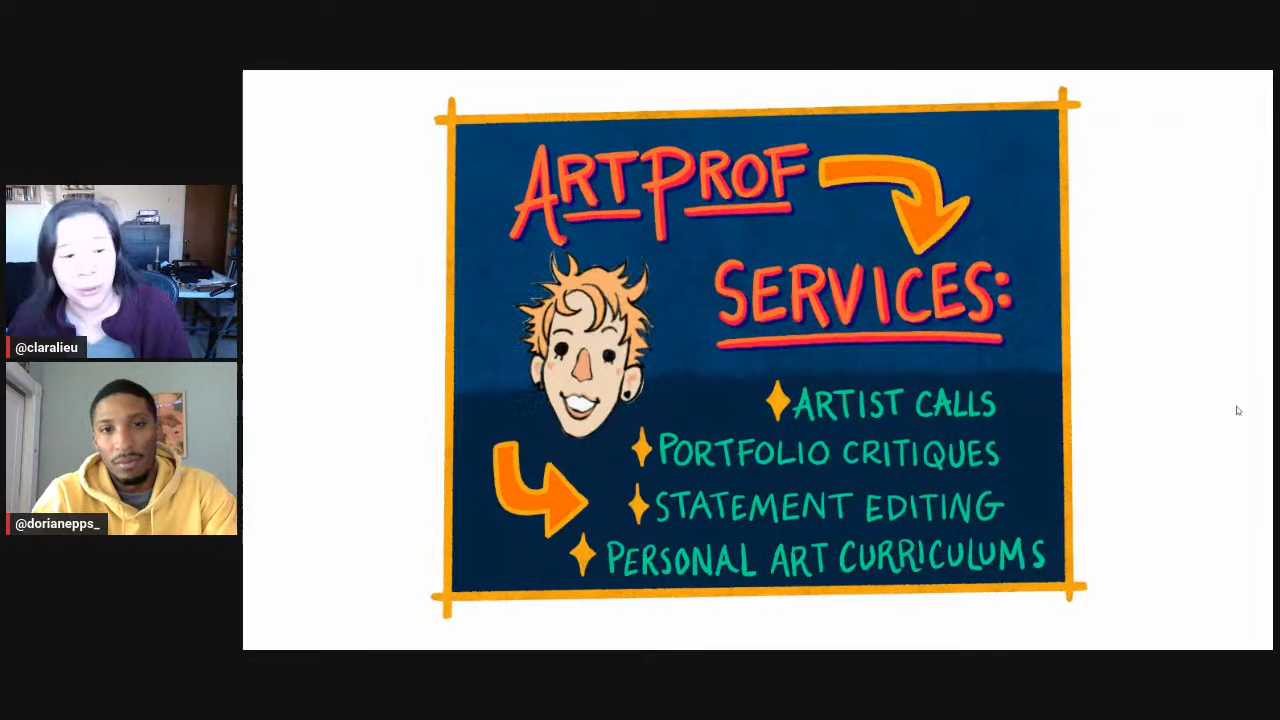 @claralieu
@dorianepps_
ARTPROF
SERVICES:
ARTIST CALLS
PORTFOLIO CRITIQUES
STATEMENT EDITING
PERSONAL ART CURRICULUMS